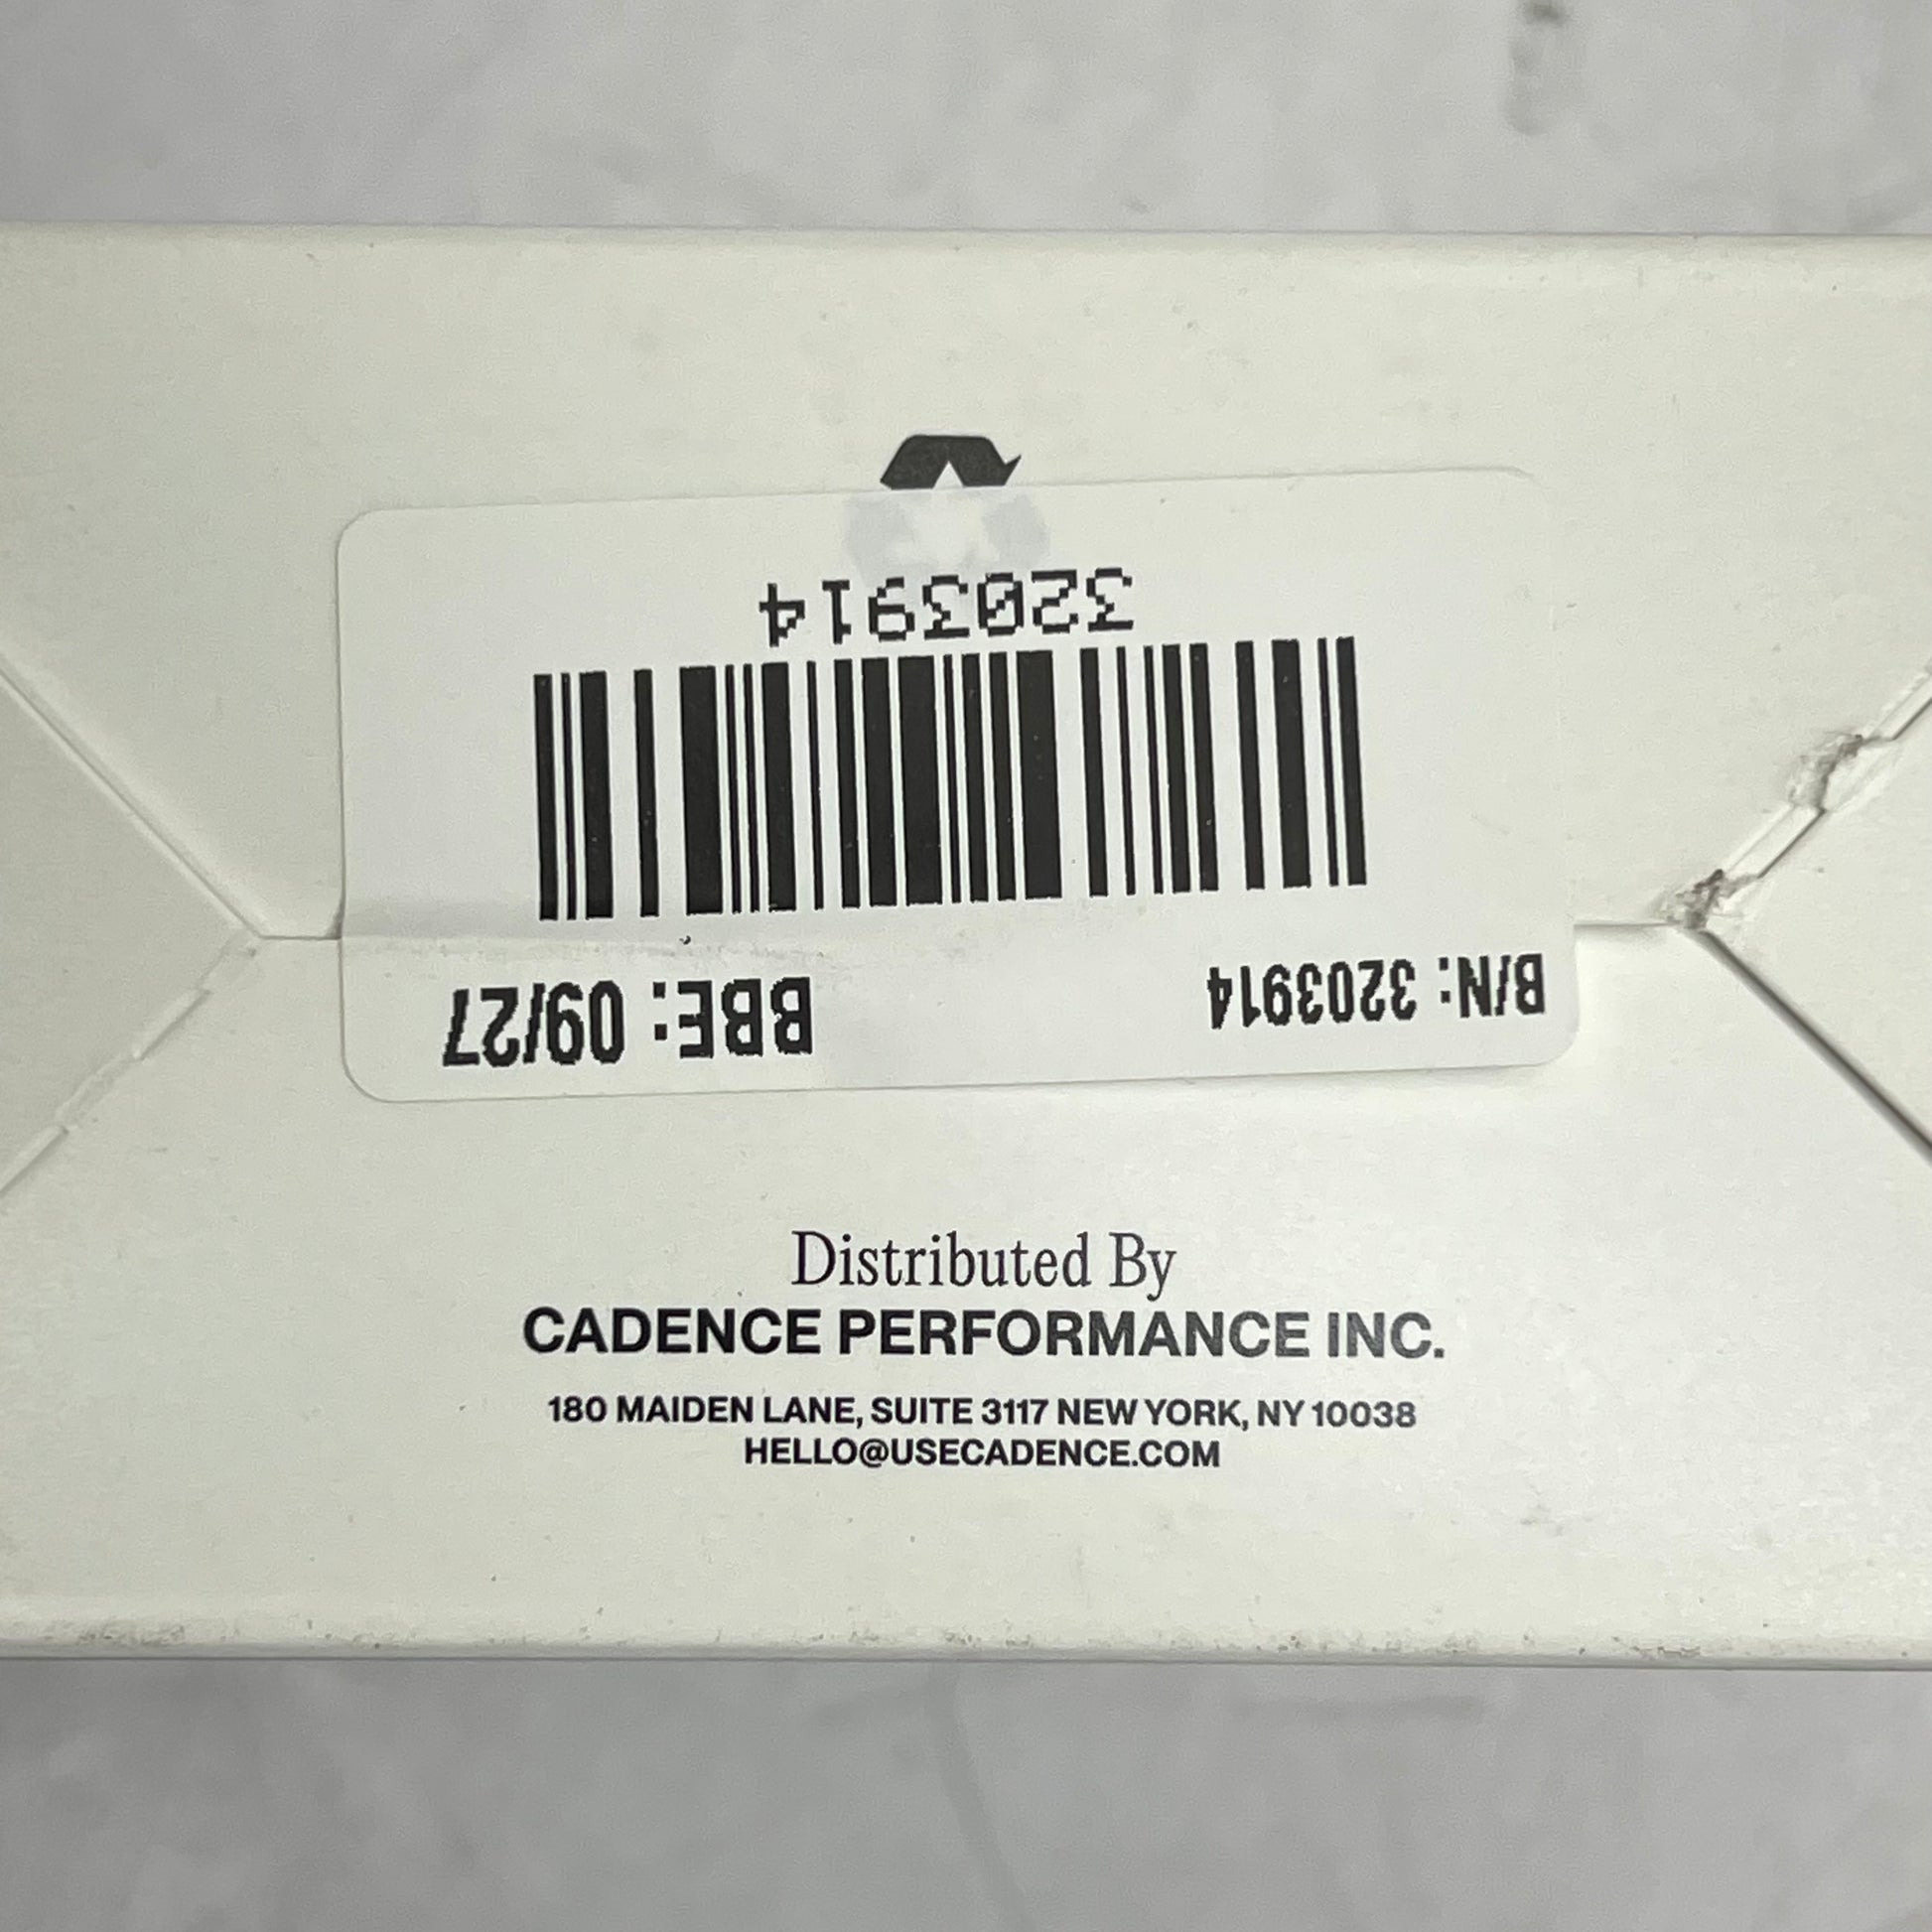 3203914
B/N: 3203914
BBE: 09/27
Distributed By
CADENCE PERFORMANCE INC.
180 MAIDEN LANE, SUITE 3117 NEW YORK, NY 10038
HELLO@USECADENCE.COM